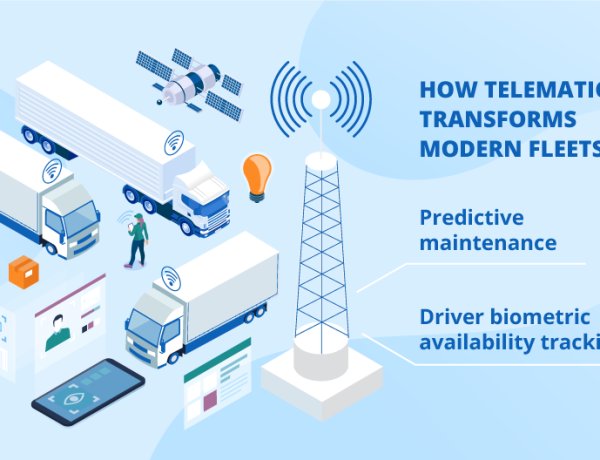 HOW TELEMATIC
TRANSFORMS
MODERN FLEETS
Predictive
maintenance
Driver biometric
availability tracki